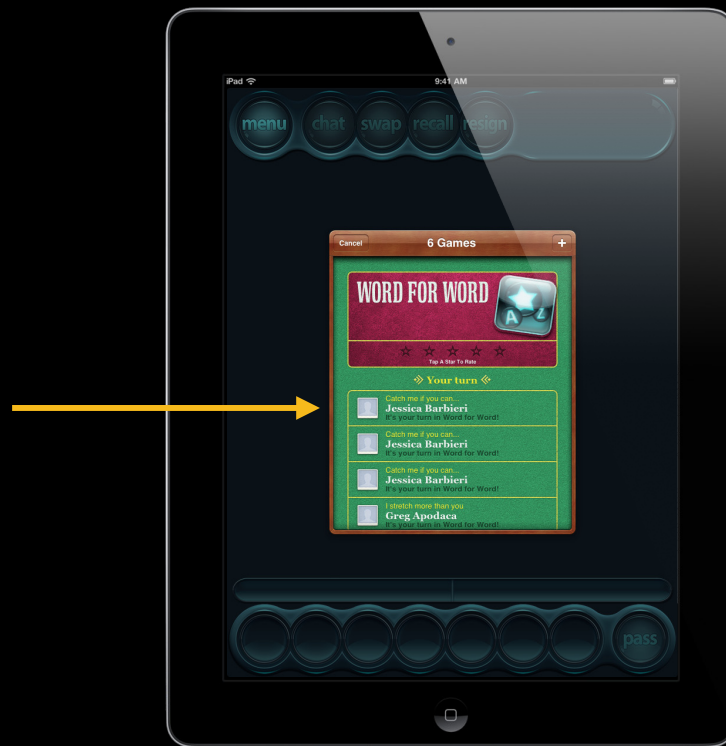 iPad 9:41 AM
menu chat swap recall resign
Cancel 6 Games +
WORD FOR WORD
A Z
Tap A Star To Rate
Your turn
Catch me if you can...
Jessica Barbieri
It's your turn in Word for Word!
Catch me if you can...
Jessica Barbieri
It's your turn in Word for Word!
Catch me if you can...
Jessica Barbieri
It's your turn in Word for Word!
I stretch more than you
Greg Apodaca
It's your turn in Word for Word!
pass